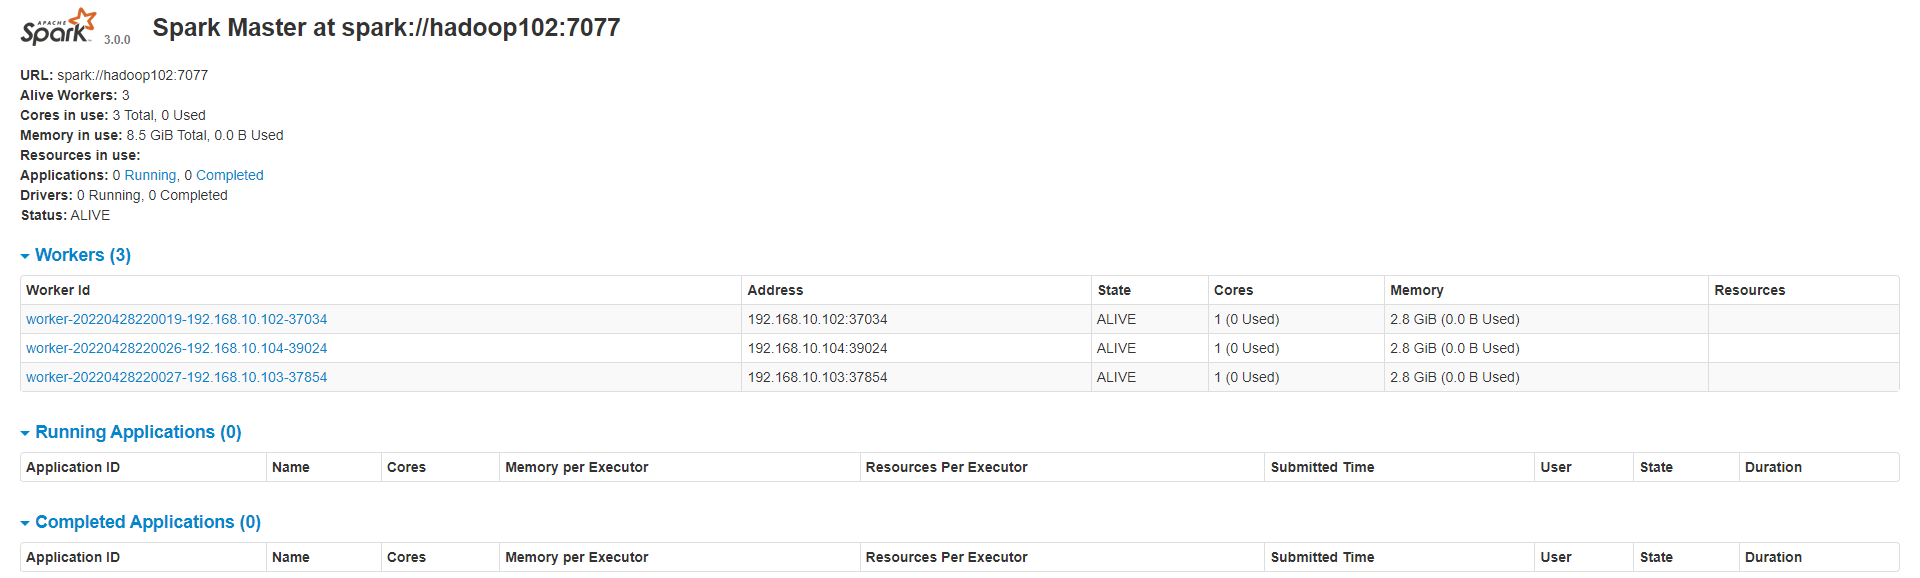 APACHE
Spark 3.0.0 Spark Master at spark://hadoop102:7077
URL: spark://hadoop102:7077
Alive Workers: 3
Cores in use: 3 Total, 0 Used
Memory in use: 8.5 GiB Total, 0.0 B Used
Resources in use:
Applications: 0 Running, 0 Completed
Drivers: 0 Running, 0 Completed
Status: ALIVE
Workers (3)
Worker Id Address State Cores Memory Resources
worker-20220428220019-192.168.10.102-37034 192.168.10.102:37034 ALIVE 1 (0 Used) 2.8 GiB (0.0 B Used)
worker-20220428220026-192.168.10.104-39024 192.168.10.104:39024 ALIVE 1 (0 Used) 2.8 GiB (0.0 B Used)
worker-20220428220027-192.168.10.103-37854 192.168.10.103:37854 ALIVE 1 (0 Used) 2.8 GiB (0.0 B Used)
Running Applications (0)
Application ID Name Cores Memory per Executor Resources Per Executor Submitted Time User State Duration
Completed Applications (0)
Application ID Name Cores Memory per Executor Resources Per Executor Submitted Time User State Duration